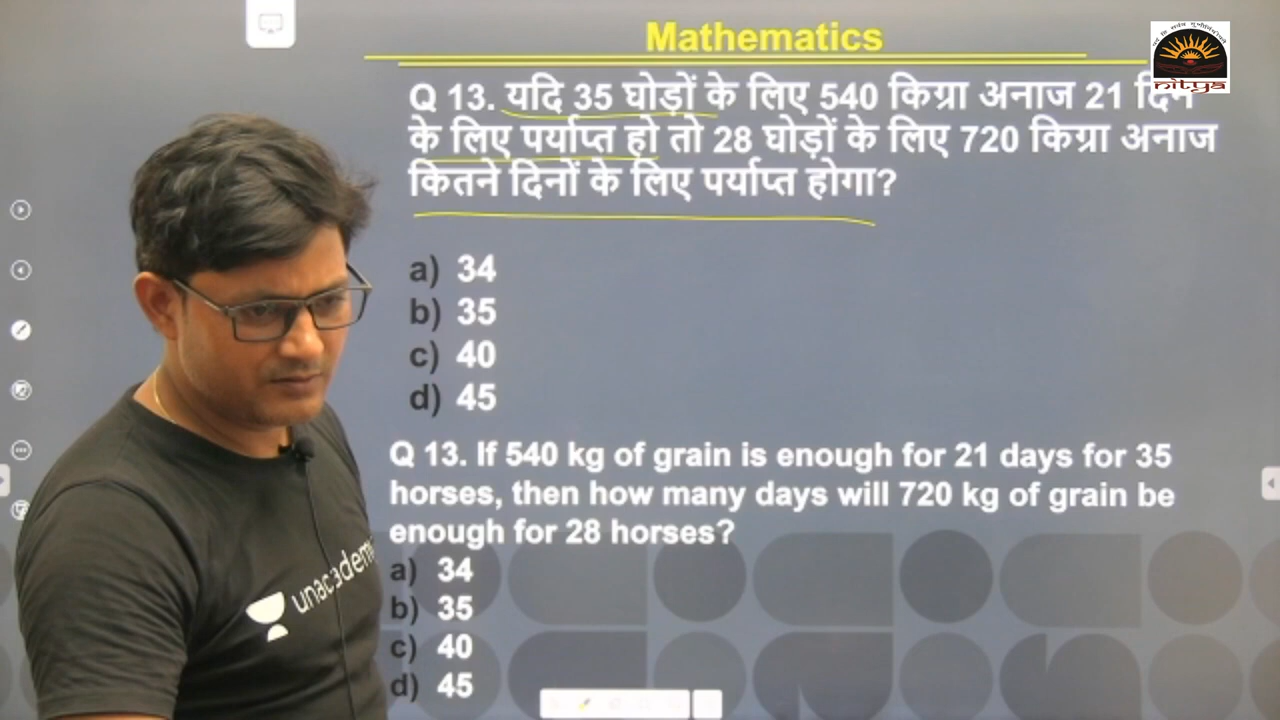 Mathematics
nitya
Q 13. यदि 35 घोड़ों के लिए 540 किग्रा अनाज 21 दिन
के लिए पर्याप्त हो तो 28 घोड़ों के लिए 720 किग्रा अनाज
कितने दिनों के लिए पर्याप्त होगा?
a) 34
b) 35
c) 40
d) 45
Q 13. If 540 kg of grain is enough for 21 days for 35
horses, then how many days will 720 kg of grain be
enough for 28 horses?
a) 34
b) 35
c) 40
d) 45
unacadem